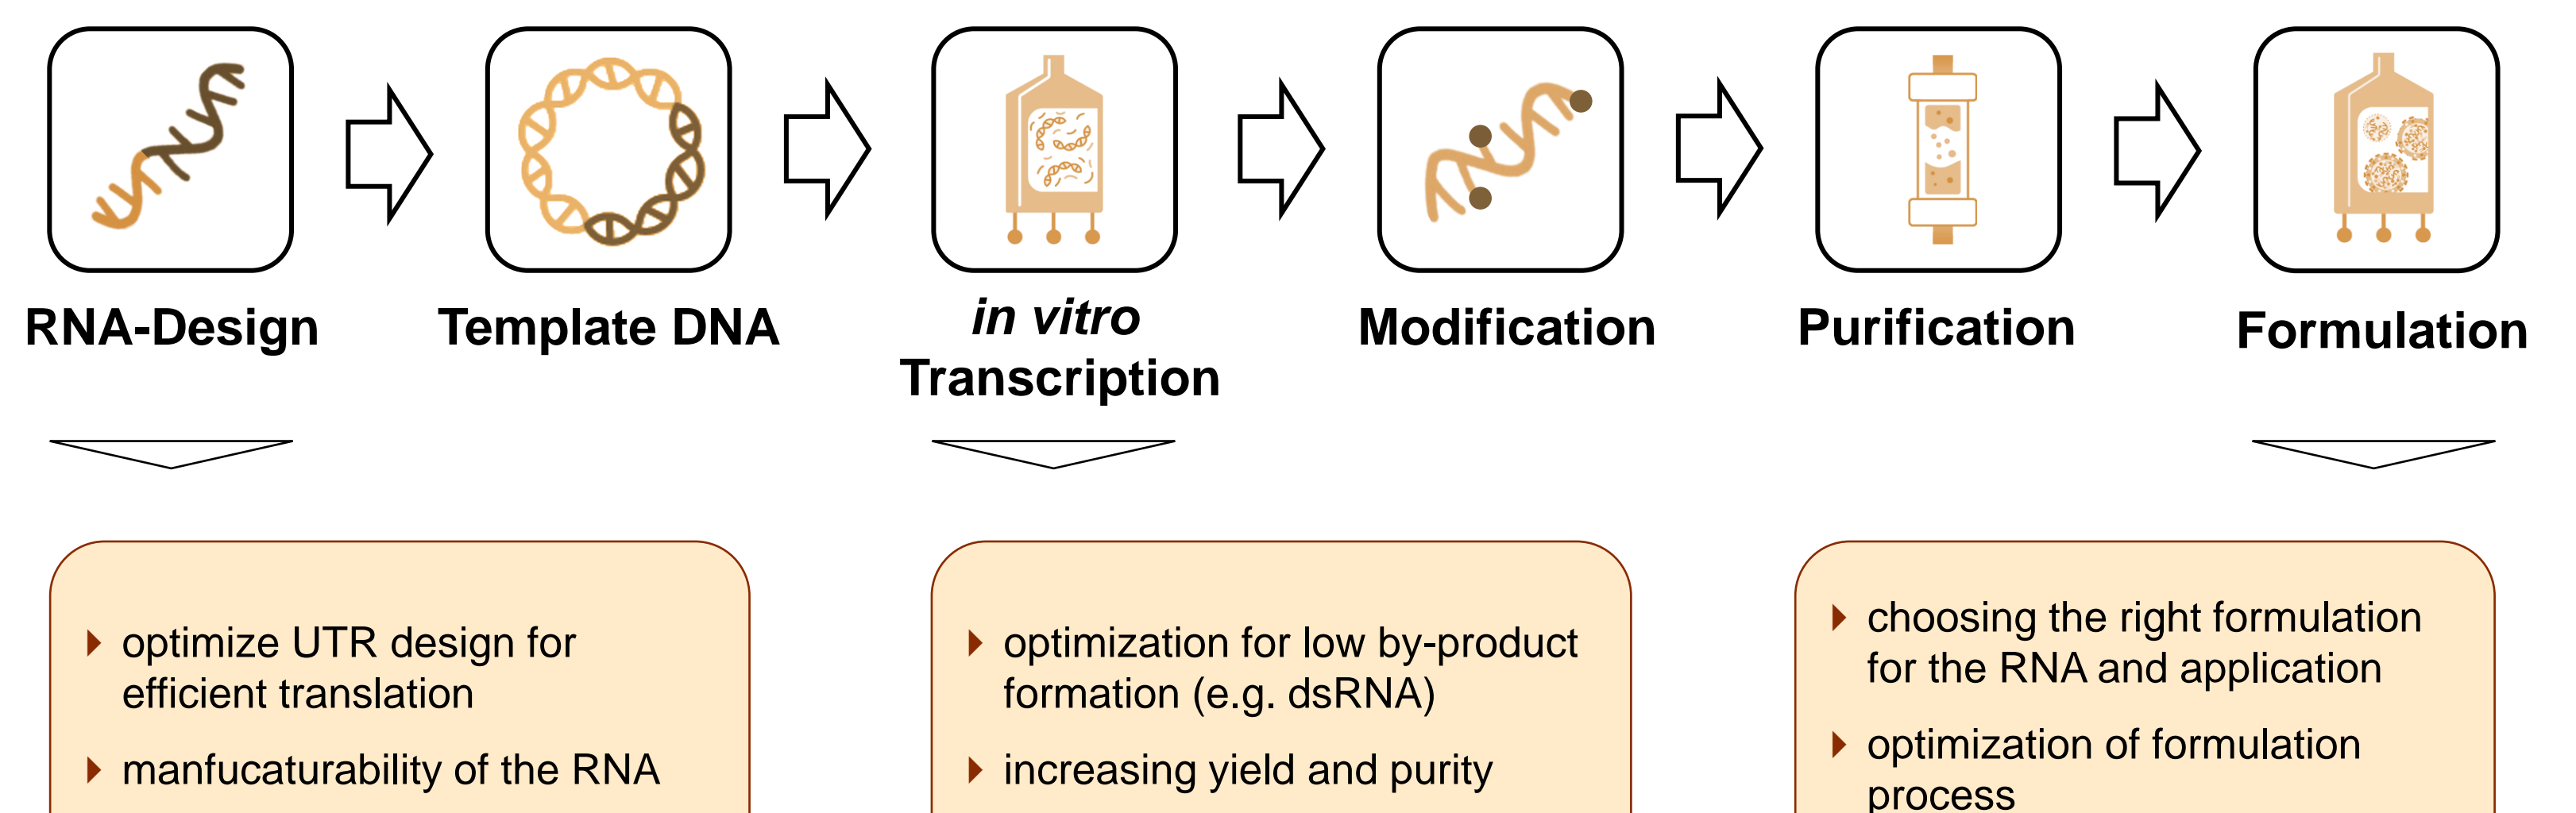 RNA-Design
Template DNA
in vitro
Transcription
Modification
Purification
Formulation
optimize UTR design for
efficient translation
manfucaturability of the RNA
optimization for low by-product
formation (e.g. dsRNA)
increasing yield and purity
choosing the right formulation
for the RNA and application
optimization of formulation
process